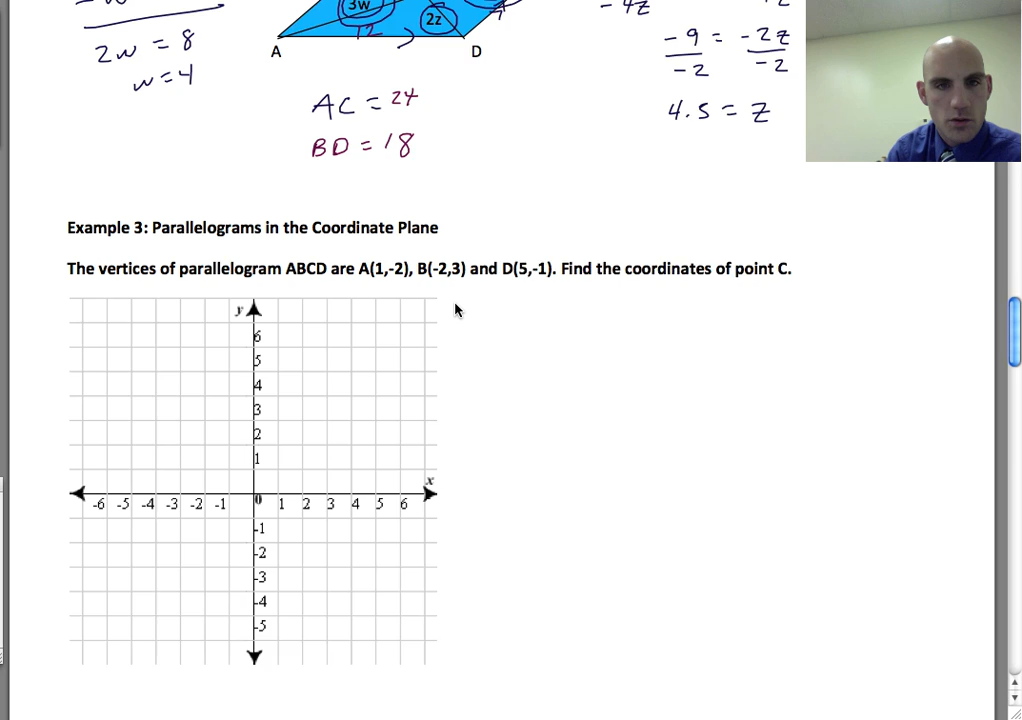 3w
2z
12
A
D
2w = 8
w = 4
AC = 24
BD = 18
- 4z
-9 = -2z
-2 -2
4.5 = z
Example 3: Parallelograms in the Coordinate Plane
The vertices of parallelogram ABCD are A(1,-2), B(-2,3) and D(5,-1). Find the coordinates of point C.
y
6
5
4
3
2
1
x
-6 -5 -4 -3 -2 -1 0 1 2 3 4 5 6
-1
-2
-3
-4
-5